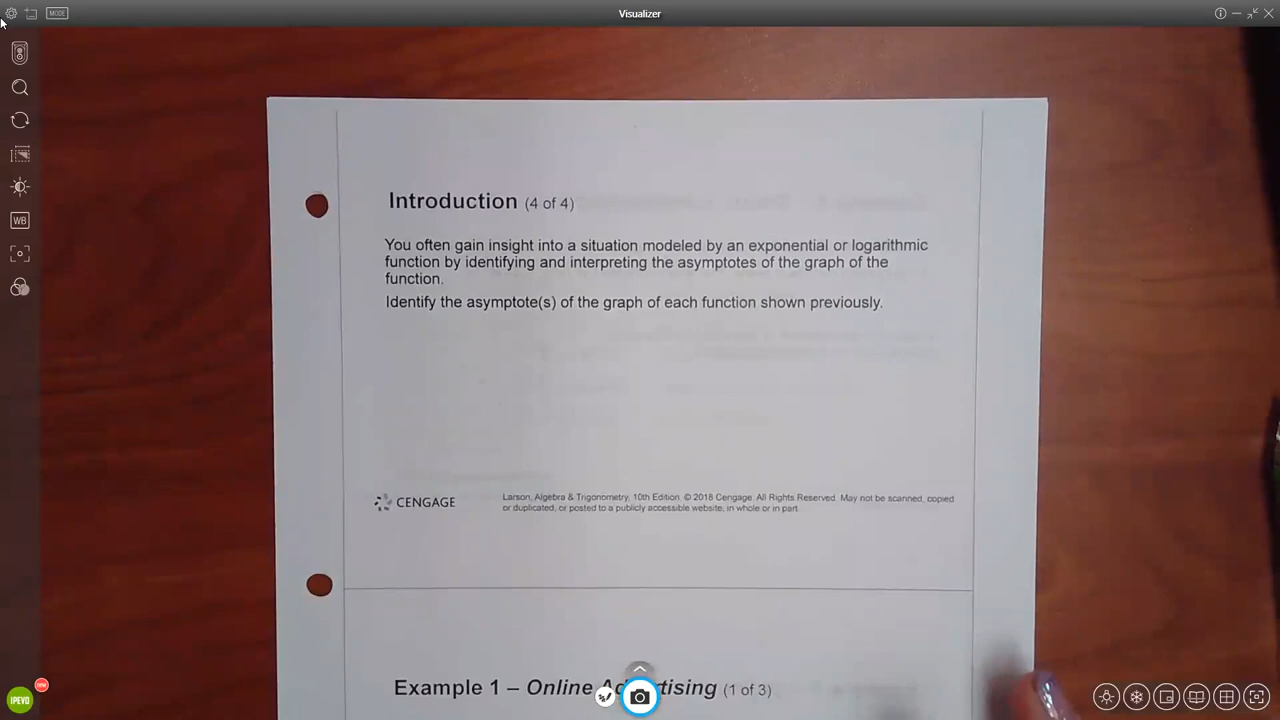 MODE
Visualizer
Introduction (4 of 4)
You often gain insight into a situation modeled by an exponential or logarithmic
function by identifying and interpreting the asymptotes of the graph of the
function.
Identify the asymptote(s) of the graph of each function shown previously.
CENGAGE
Larson, Algebra & Trigonometry, 10th Edition. © 2018 Cengage. All Rights Reserved. May not be scanned, copied
or duplicated, or posted to a publicly accessible website, in whole or in part.
Example 1 – Online Advertising (1 of 3)
WB
IPEVO
new